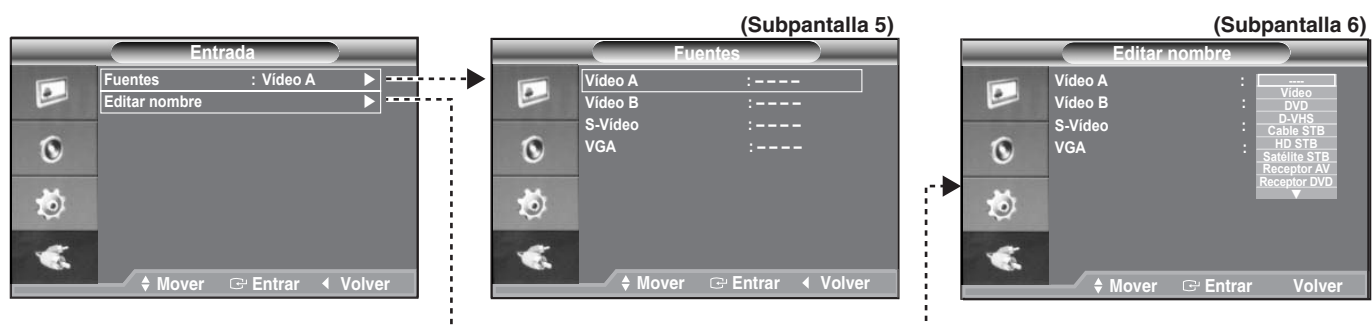 (Subpantalla 5)
(Subpantalla 6)
Entrada
Fuentes : Vídeo A ▶
Editar nombre ▶
Mover Entrar Volver
Fuentes
Vídeo A : - - - -
Vídeo B : - - - -
S-Vídeo : - - - -
VGA : - - - -
Mover Entrar Volver
Editar nombre
Vídeo A :
Vídeo B :
S-Vídeo :
VGA :
----
Vídeo
DVD
D-VHS
Cable STB
HD STB
Satélite STB
Receptor AV
Receptor DVD
▼
Mover Entrar Volver